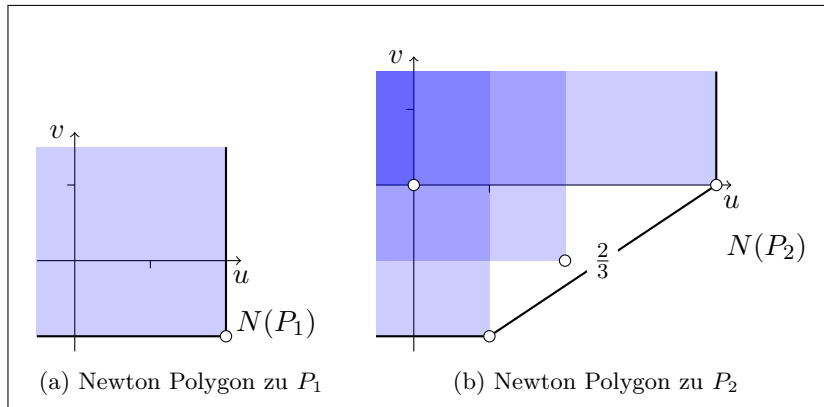 v
u
N(P₁)
(a) Newton Polygon zu P₁
v
u
2/3
N(P₂)
(b) Newton Polygon zu P₂